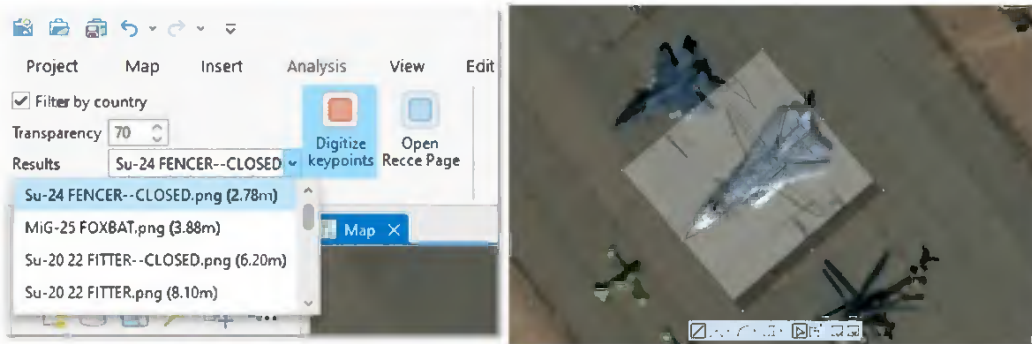 Project Map Insert Analysis View Edit
Filter by country
Transparency 70
Results Su-24 FENCER--CLOSED
Digitize keypoints
Open Recce Page
Su-24 FENCER--CLOSED.png (2.78m)
MiG-25 FOXBAT.png (3.88m)
Su-20 22 FITTER--CLOSED.png (6.20m)
Su-20 22 FITTER.png (8.10m)
Map